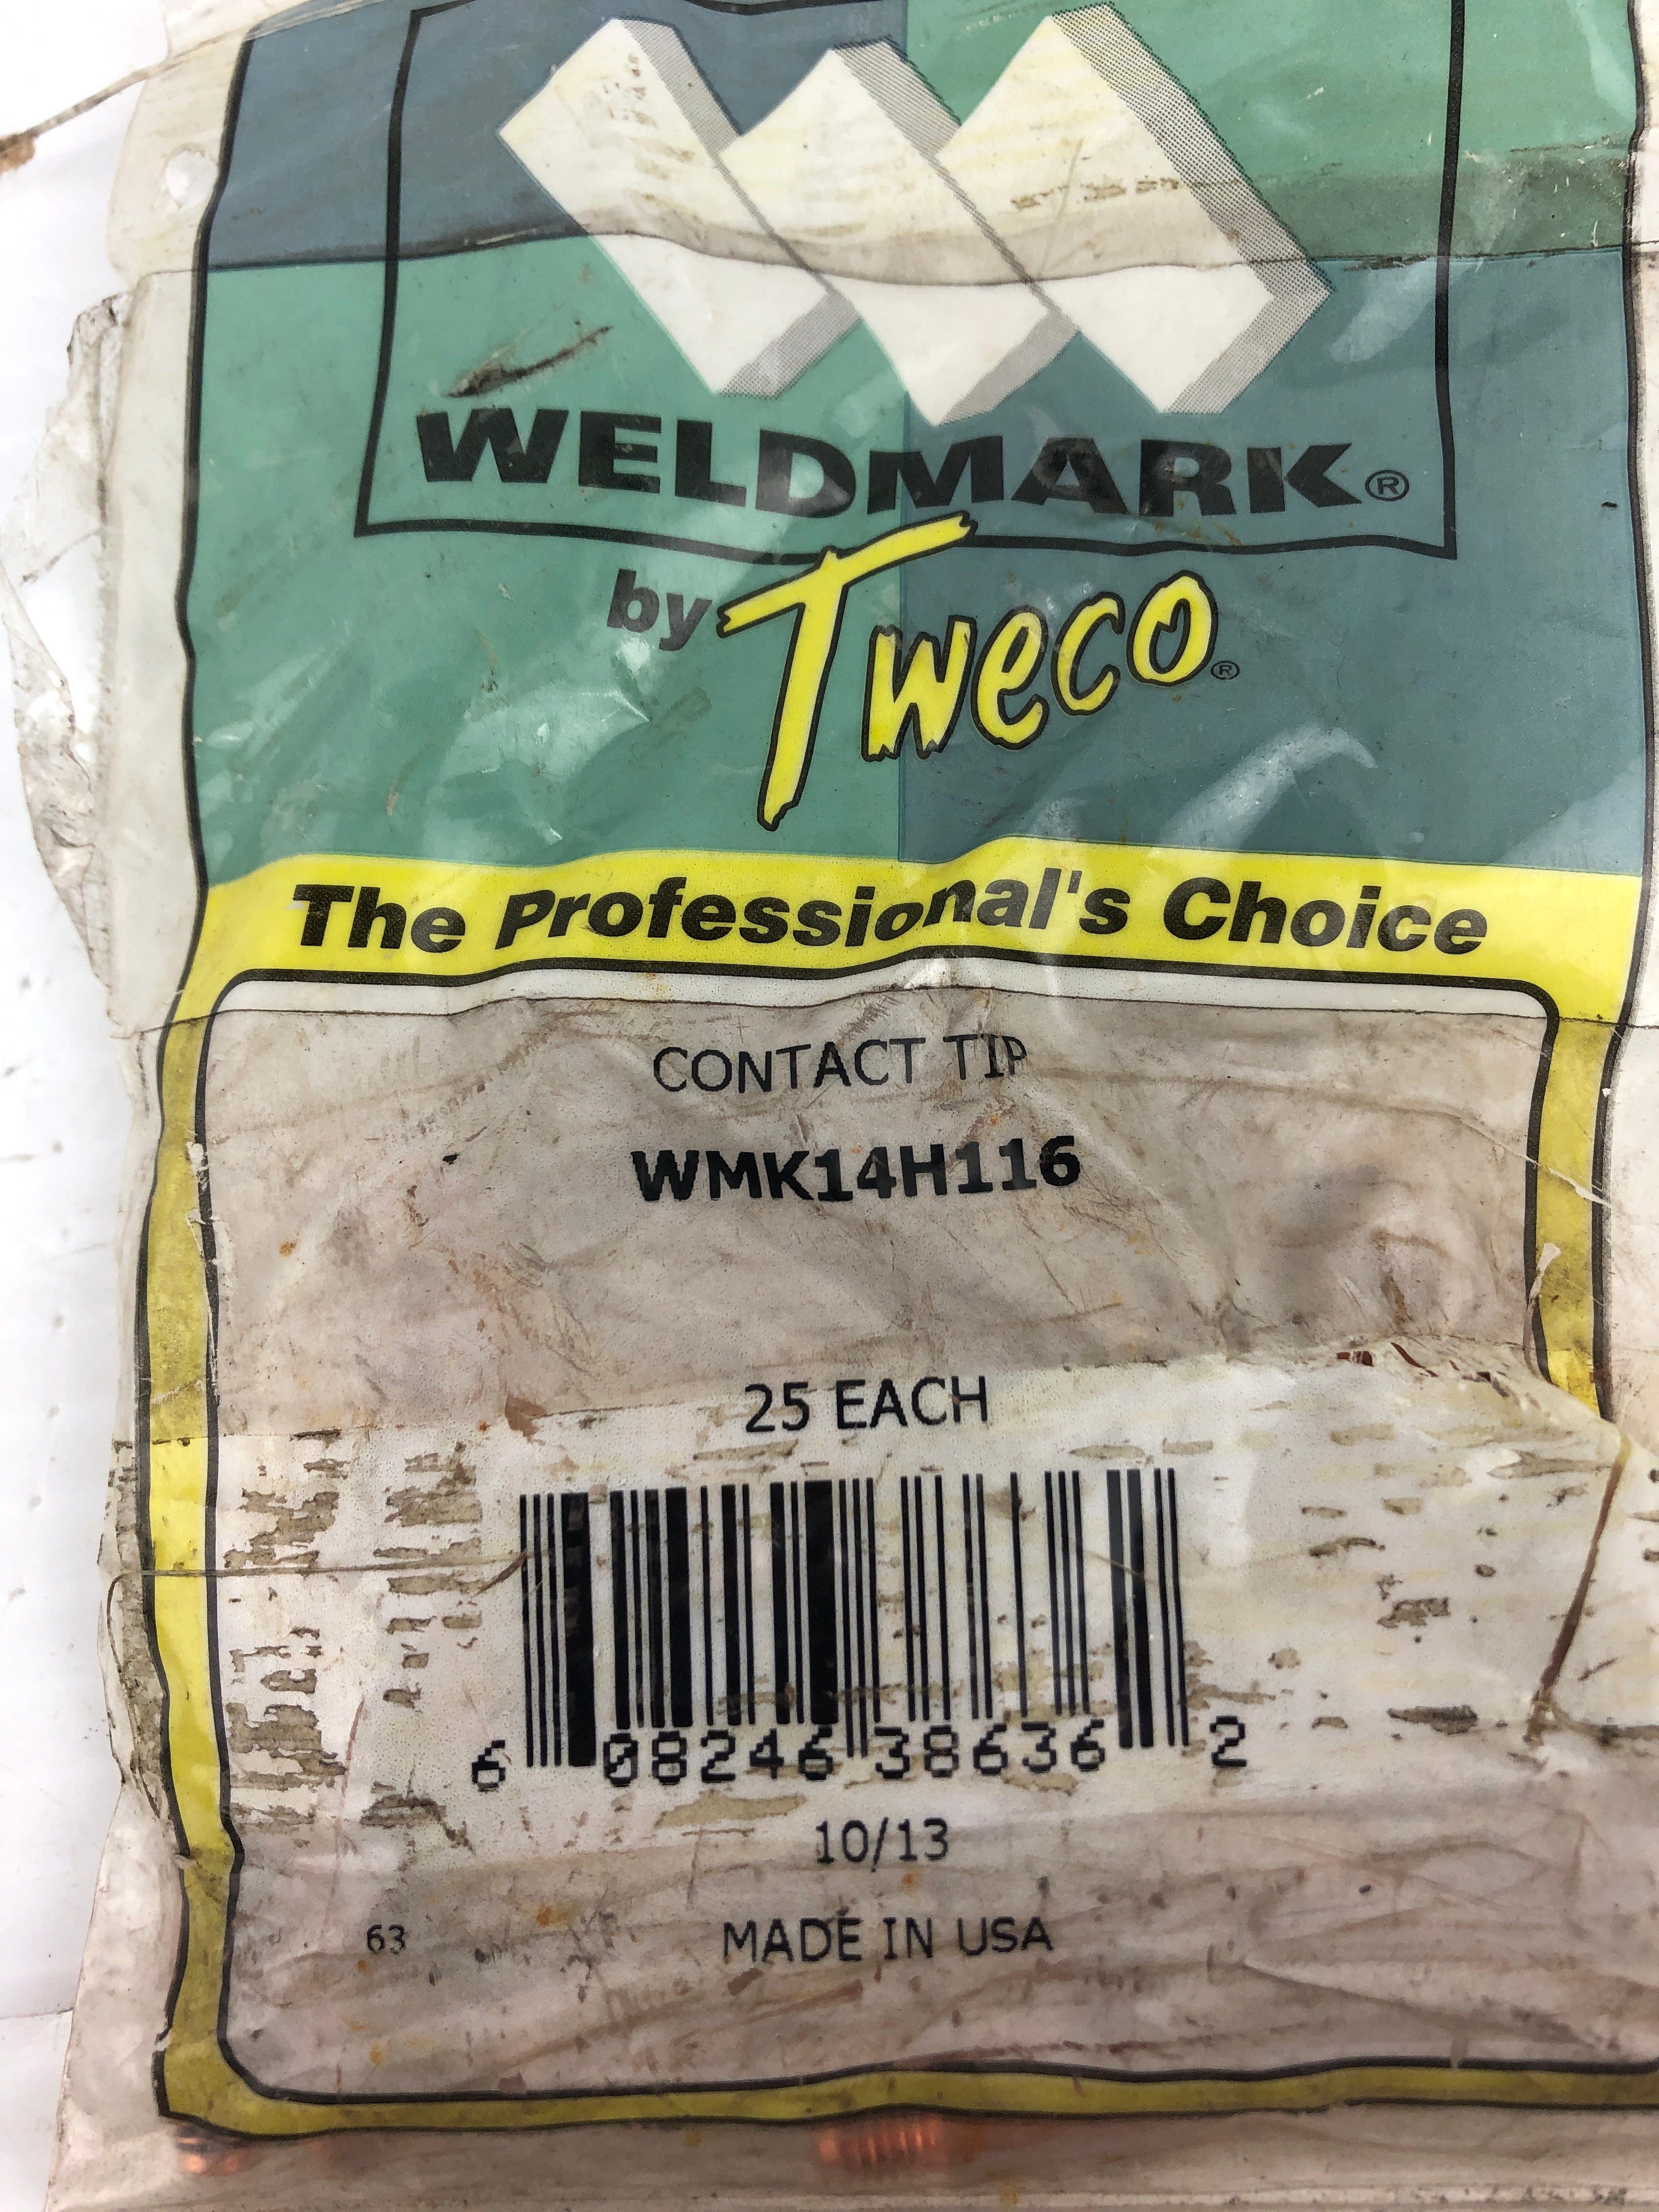 WELDMARK®
by Tweco®
The Professional's Choice
CONTACT TIP
WMK14H116
25 EACH
6 08246 38636 2
10/13
63 MADE IN USA